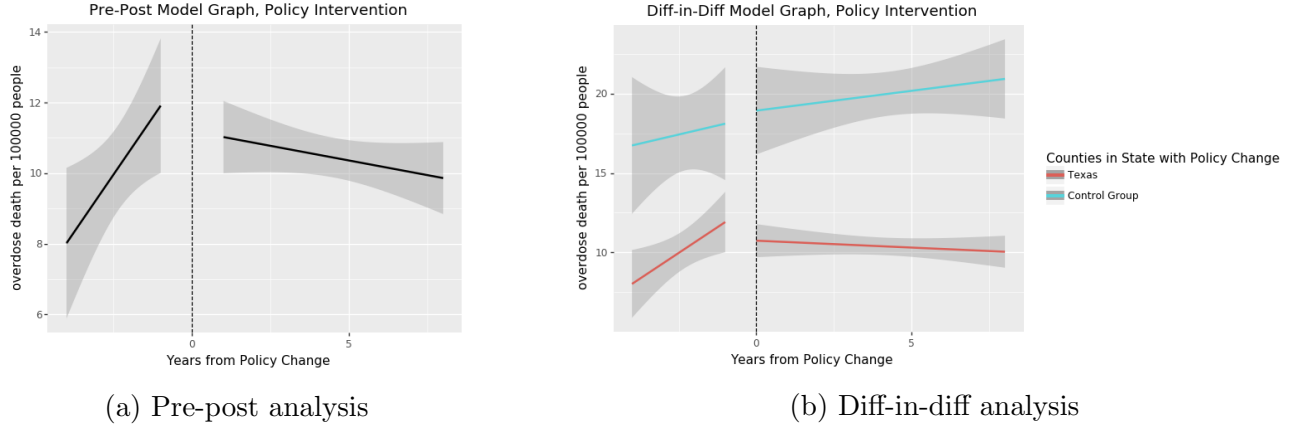 Pre-Post Model Graph, Policy Intervention
14
12
10
8
6
overdose death per 100000 people
0
5
Years from Policy Change
(a) Pre-post analysis
Diff-in-Diff Model Graph, Policy Intervention
20
15
10
overdose death per 100000 people
0
5
Years from Policy Change
Counties in State with Policy Change
Texas
Control Group
(b) Diff-in-diff analysis